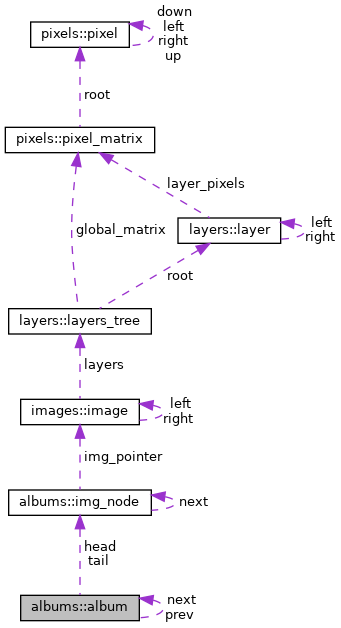 down
left
pixels::pixel
right
up
root
pixels::pixel_matrix
layer_pixels
global_matrix
layers::layer
left
right
root
layers::layers_tree
layers
images::image
left
right
img_pointer
albums::img_node
next
head
tail
albums::album
next
prev